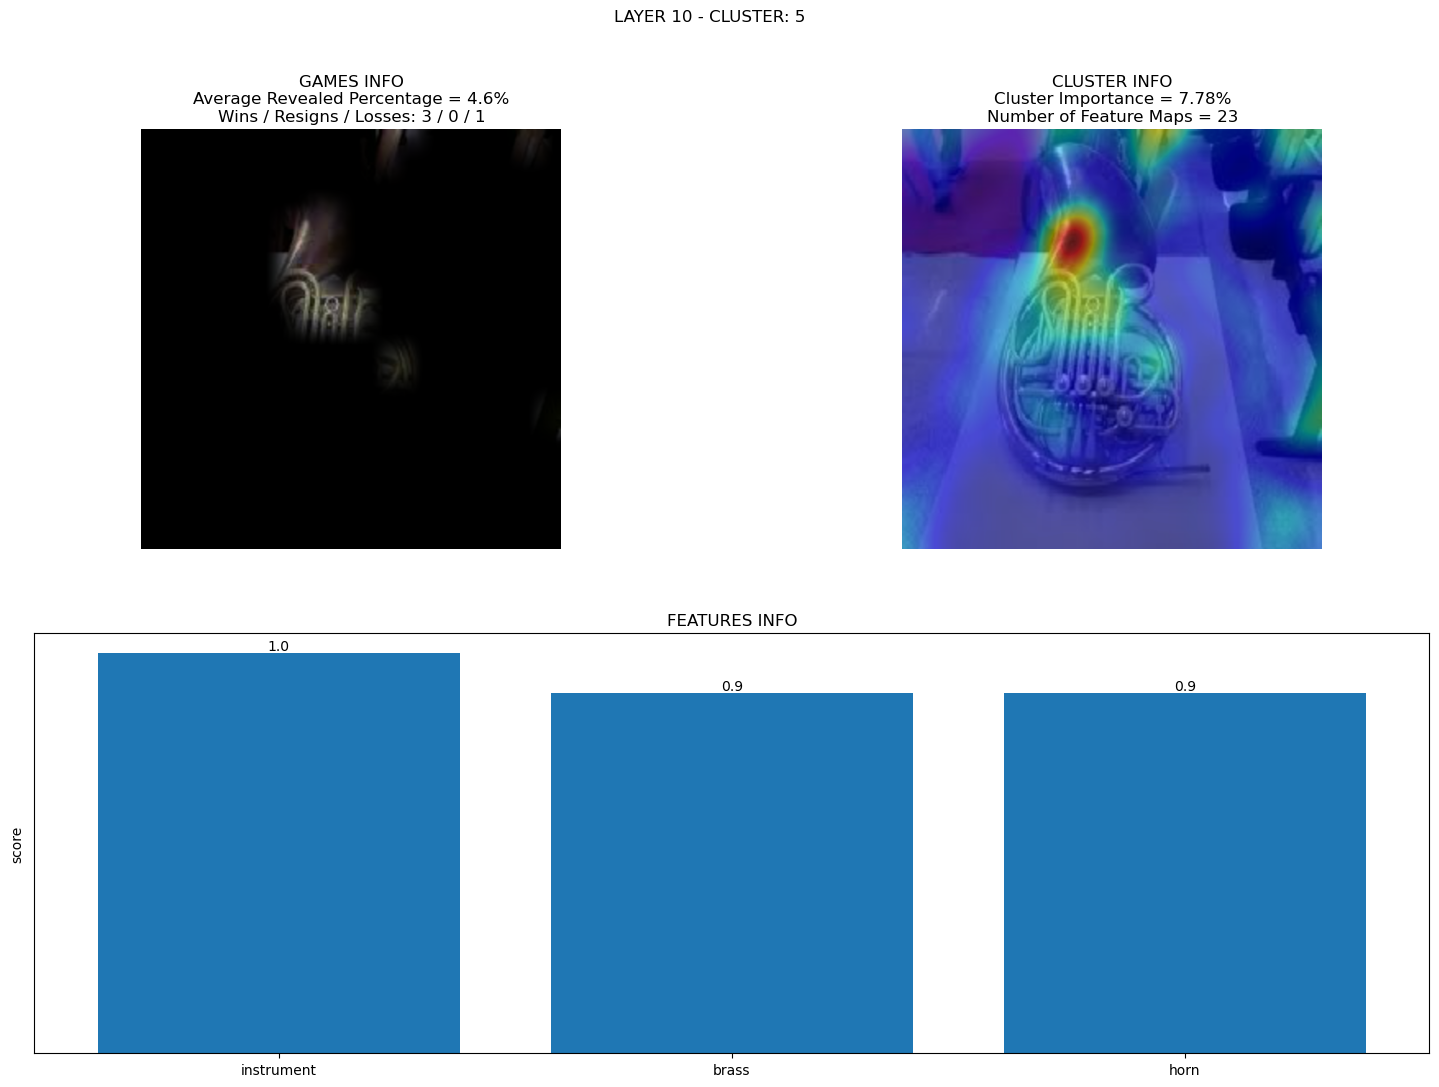 LAYER 10 - CLUSTER: 5
GAMES INFO
Average Revealed Percentage = 4.6%
Wins / Resigns / Losses: 3 / 0 / 1
CLUSTER INFO
Cluster Importance = 7.78%
Number of Feature Maps = 23
FEATURES INFO
1.0
0.9
0.9
score
instrument
brass
horn